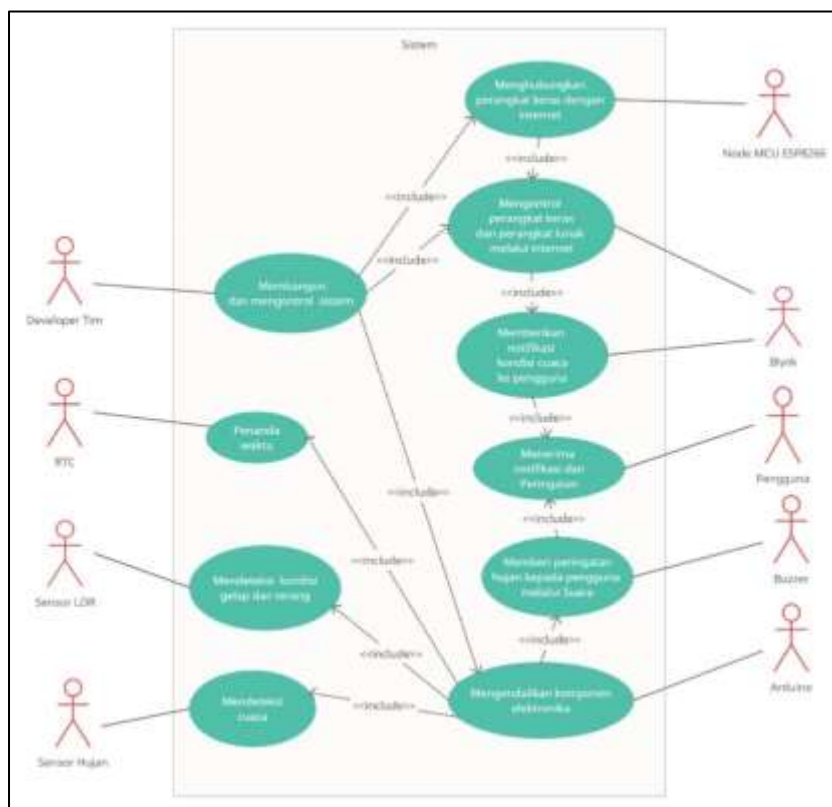 Sistem
Menghubungkan
perangkat keras dengan
internet
Node MCU ESP8266
<<include>>
<<include>>
Mengontrol
perangkat keras
dan perangkat lunak
melalui internet
<<include>>
Developer Tim
Membangun
dan mengontrol sistem
<<include>>
Memberikan
notifikasi
kondisi cuaca
ke pengguna
Blynk
<<include>>
RTC
Penanda
waktu
Menerima
notifikasi dan
Peringatan
Pengguna
<<include>>
<<include>>
Sensor LDR
Mendeteksi kondisi
gelap dan terang
<<include>>
Memberi peringatan
hujan kepada pengguna
melalui Suara
Buzzer
<<include>>
<<include>>
Sensor Hujan
Mendeteksi
cuaca
<<include>>
Mengendalikan komponen
elektronika
Arduino